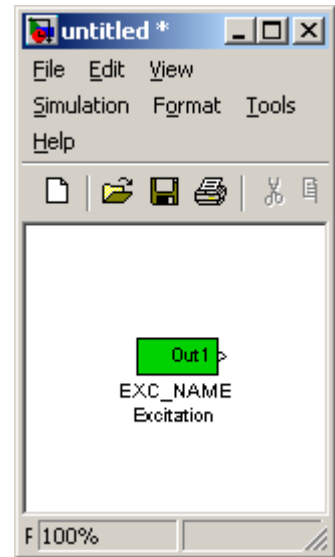 untitled *
File Edit View
Simulation Format Tools
Help
Out1
EXC_NAME
Excitation
F 100%